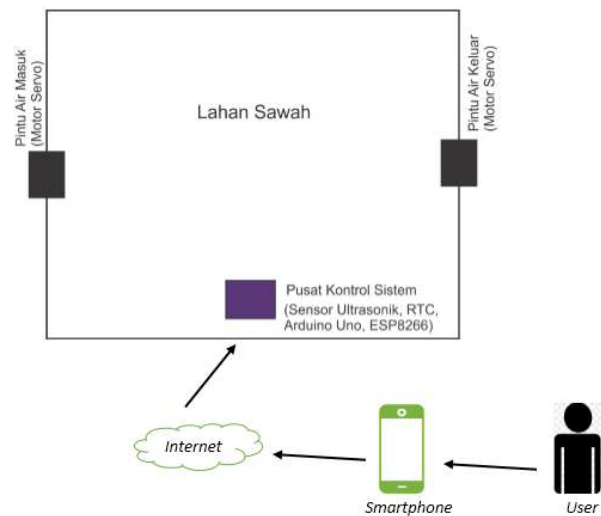 Pintu Air Masuk
(Motor Servo)
Lahan Sawah
Pintu Air Keluar
(Motor Servo)
Pusat Kontrol Sistem
(Sensor Ultrasonik, RTC,
Arduino Uno, ESP8266)
Internet
Smartphone
User